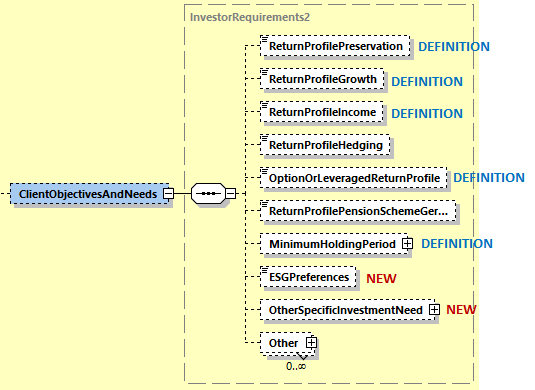 InvestorRequirements2
ReturnProfilePreservation DEFINITION
ReturnProfileGrowth DEFINITION
ReturnProfileIncome DEFINITION
ReturnProfileHedging
OptionOrLeveragedReturnProfile DEFINITION
ClientObjectivesAndNeeds
ReturnProfilePensionSchemeGer...
MinimumHoldingPeriod DEFINITION
ESGPreferences NEW
OtherSpecificInvestmentNeed NEW
Other
0..∞